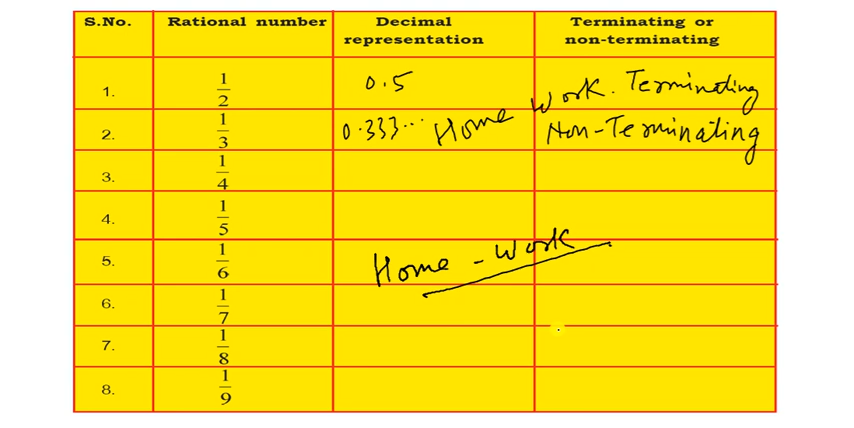 S.No. Rational number Decimal representation Terminating or non-terminating
1. 1/2 0.5 Terminating
Home Work.
2. 1/3 0.333... Non-Terminating
3. 1/4
4. 1/5
5. 1/6
Home - Work
6. 1/7
7. 1/8
8. 1/9